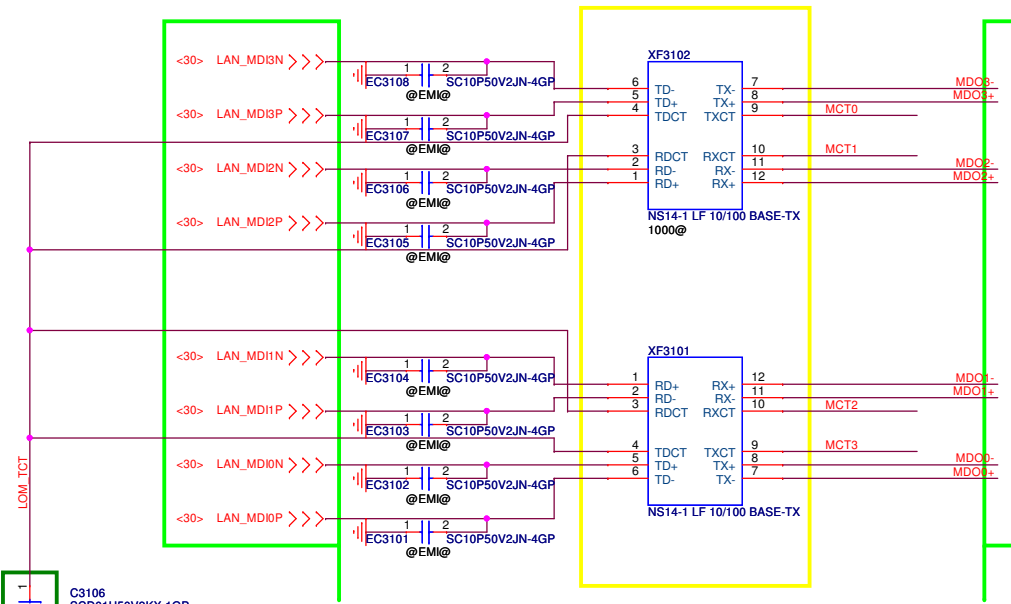 <30> LAN_MDI3N
1 2
EC3108 SC10P50V2JN-4GP
@EMI@
<30> LAN_MDI3P
1 2
EC3107 SC10P50V2JN-4GP
@EMI@
<30> LAN_MDI2N
1 2
EC3106 SC10P50V2JN-4GP
@EMI@
<30> LAN_MDI2P
1 2
EC3105 SC10P50V2JN-4GP
@EMI@
XF3102
6 TD- TX- 7 MDO3-
5 TD+ TX+ 8 MDO3+
4 TDCT TXCT 9 MCT0
3 RDCT RXCT 10 MCT1
2 RD- RX- 11 MDO2-
1 RD+ RX+ 12 MDO2+
NS14-1 LF 10/100 BASE-TX
1000@
<30> LAN_MDI1N
1 2
EC3104 SC10P50V2JN-4GP
@EMI@
<30> LAN_MDI1P
1 2
EC3103 SC10P50V2JN-4GP
@EMI@
<30> LAN_MDI0N
1 2
EC3102 SC10P50V2JN-4GP
@EMI@
<30> LAN_MDI0P
1 2
EC3101 SC10P50V2JN-4GP
@EMI@
XF3101
1 RD+ RX+ 12 MDO1-
2 RD- RX- 11 MDO1+
3 RDCT RXCT 10 MCT2
4 TDCT TXCT 9 MCT3
5 TD+ TX+ 8 MDO0-
6 TD- TX- 7 MDO0+
NS14-1 LF 10/100 BASE-TX
LOM_TCT
1
C3106